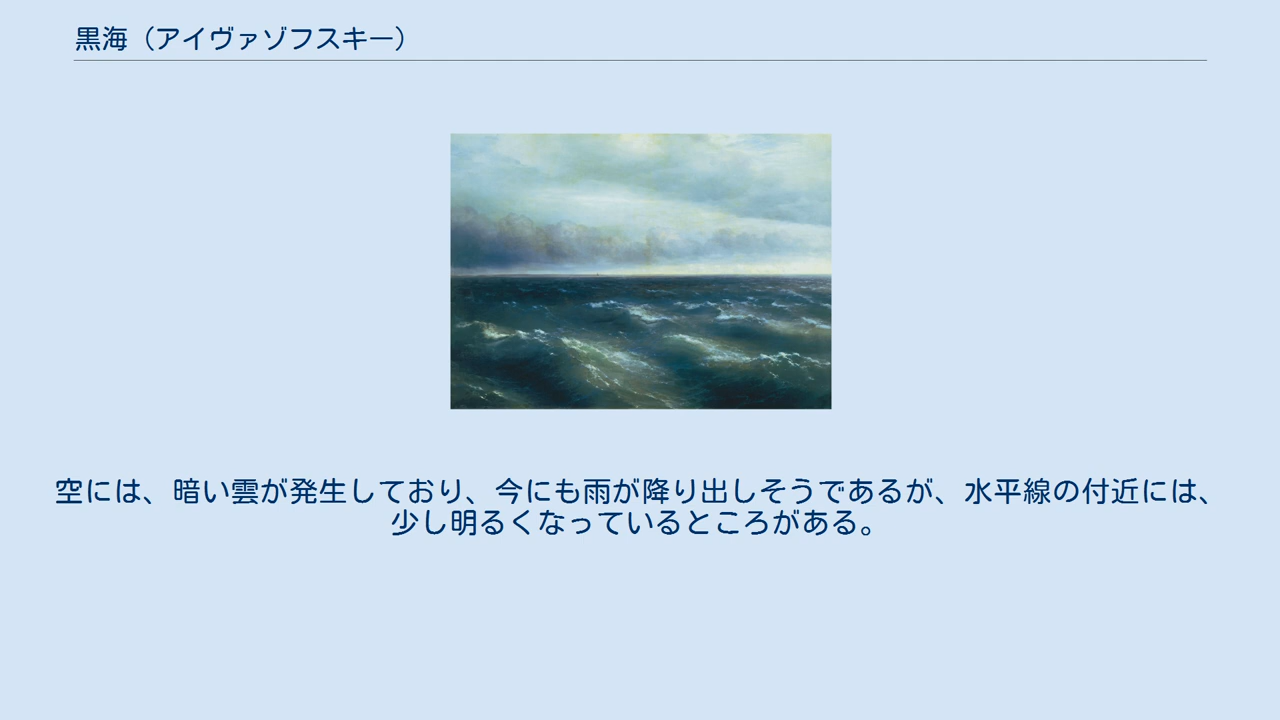 黒海（アイヴァゾフスキー）
空には、暗い雲が発生しており、今にも雨が降り出しそうであるが、水平線の付近には、
少し明るくなっているところがある。